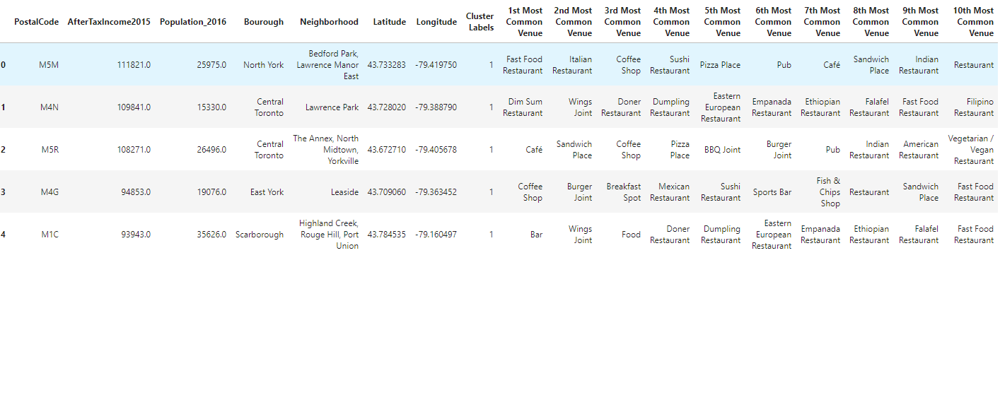 PostalCode AfterTaxIncome2015 Population_2016 Bourough Neighborhood Latitude Longitude Cluster Labels 1st Most Common Venue 2nd Most Common Venue 3rd Most Common Venue 4th Most Common Venue 5th Most Common Venue 6th Most Common Venue 7th Most Common Venue 8th Most Common Venue 9th Most Common Venue 10th Most Common Venue
0 M5M 111821.0 25975.0 North York Bedford Park, Lawrence Manor East 43.733283 -79.419750 1 Fast Food Restaurant Italian Restaurant Coffee Shop Sushi Restaurant Pizza Place Pub Café Sandwich Place Indian Restaurant Restaurant
1 M4N 109841.0 15330.0 Central Toronto Lawrence Park 43.728020 -79.388790 1 Dim Sum Restaurant Wings Joint Doner Restaurant Dumpling Restaurant Eastern European Restaurant Empanada Restaurant Ethiopian Restaurant Falafel Restaurant Fast Food Restaurant Filipino Restaurant
2 M5R 108271.0 26496.0 Central Toronto The Annex, North Midtown, Yorkville 43.672710 -79.405678 1 Café Sandwich Place Coffee Shop Pizza Place BBQ Joint Burger Joint Pub Indian Restaurant American Restaurant Vegetarian / Vegan Restaurant
3 M4G 94853.0 19076.0 East York Leaside 43.709060 -79.363452 1 Coffee Shop Burger Joint Breakfast Spot Mexican Restaurant Sushi Restaurant Sports Bar Fish & Chips Shop Restaurant Sandwich Place Fast Food Restaurant
4 M1C 93943.0 35626.0 Scarborough Highland Creek, Rouge Hill, Port Union 43.784535 -79.160497 1 Bar Wings Joint Food Doner Restaurant Dumpling Restaurant Eastern European Restaurant Empanada Restaurant Ethiopian Restaurant Falafel Restaurant Fast Food Restaurant